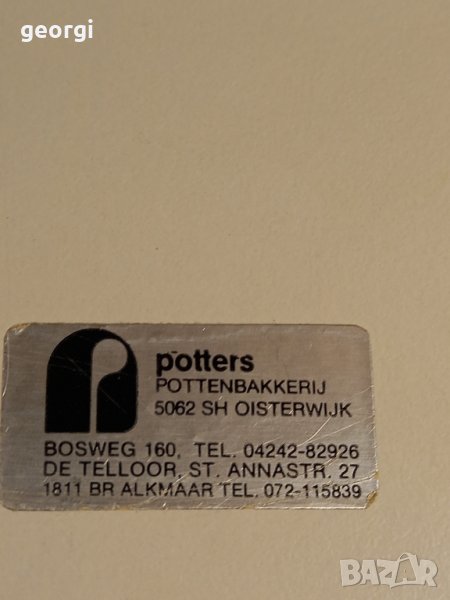 georgi
potters
POTTENBAKKERIJ
5062 SH OISTERWIJK
BOSWEG 160, TEL. 04242-82926
DE TELLOOR, ST. ANNASTR. 27
1811 BR ALKMAAR TEL. 072-115839
BAZAR